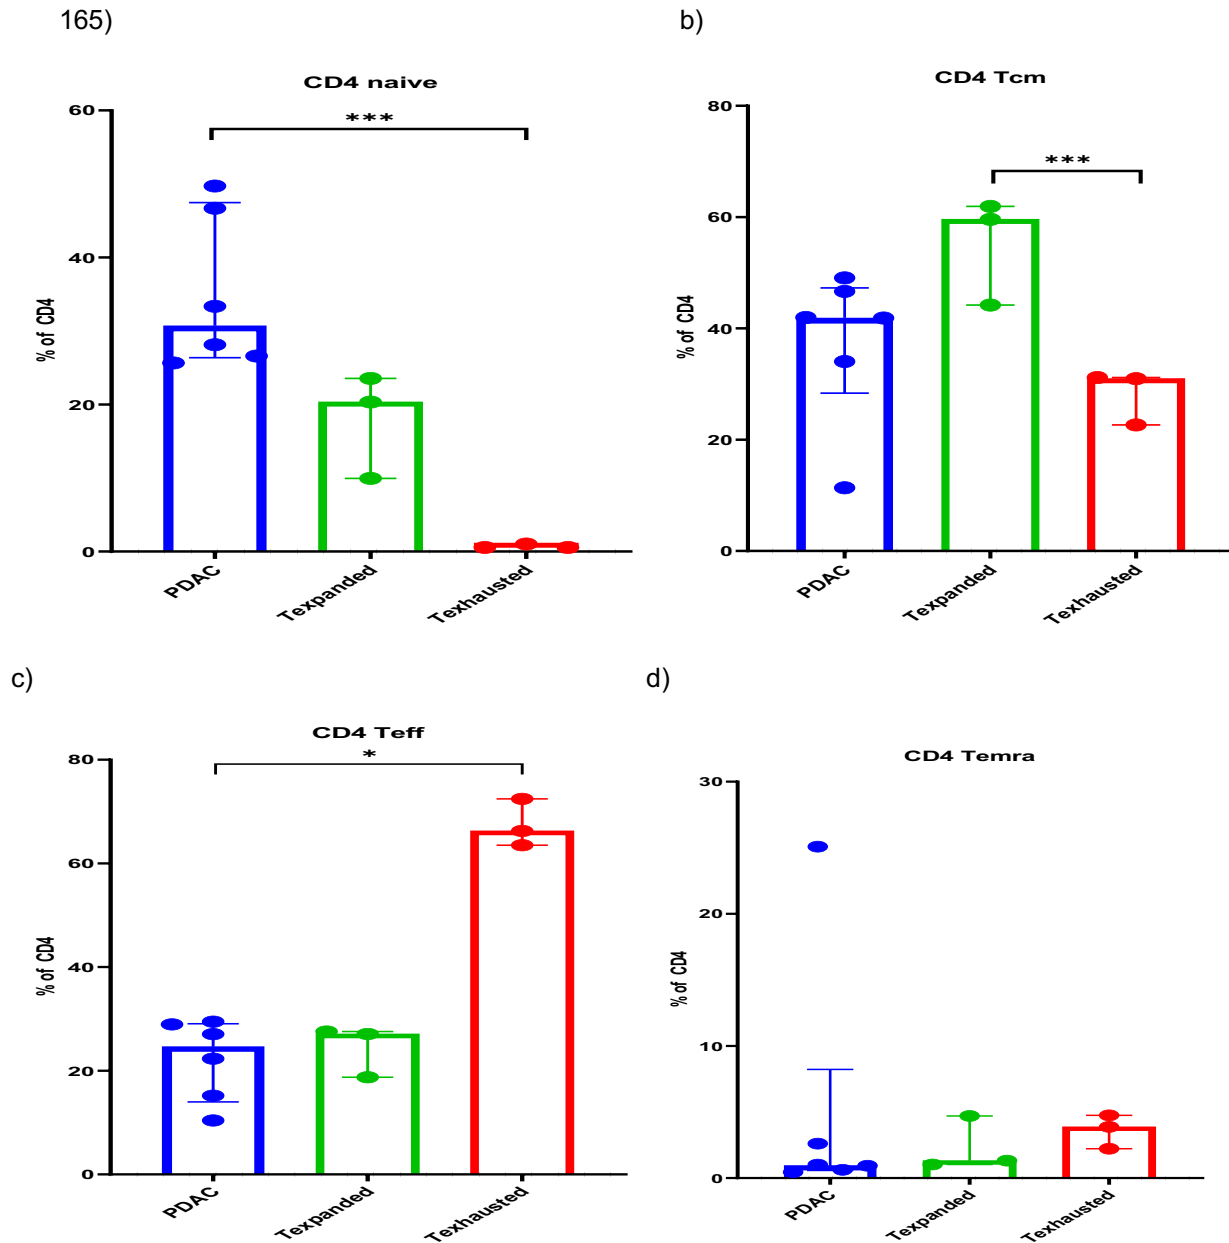 165)
b)
CD4 naive
***
60
40
20
0
% of CD4
PDAC
Texpanded
Texhausted
CD4 Tcm
***
80
60
40
20
0
% of CD4
PDAC
Texpanded
Texhausted
c)
d)
CD4 Teff
*
80
60
40
20
0
% of CD4
PDAC
Texpanded
Texhausted
CD4 Temra
30
20
10
0
% of CD4
PDAC
Texpanded
Texhausted